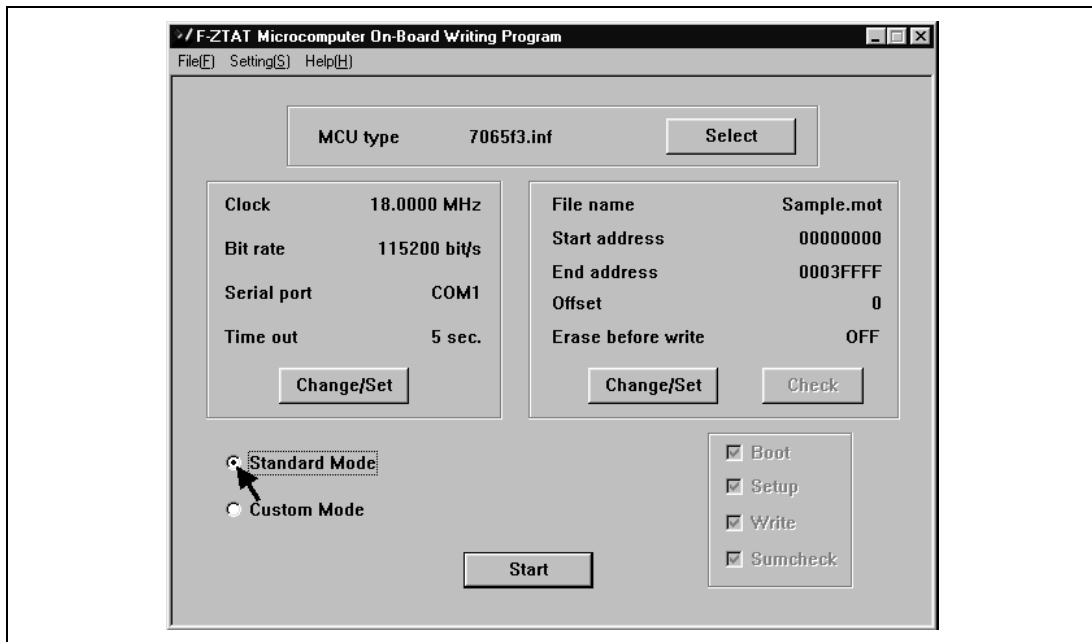 F-ZTAT Microcomputer On-Board Writing Program
File(F) Setting(S) Help(H)
MCU type 7065f3.inf Select
Clock 18.0000 MHz
Bit rate 115200 bit/s
Serial port COM1
Time out 5 sec.
Change/Set
File name Sample.mot
Start address 00000000
End address 0003FFFF
Offset 0
Erase before write OFF
Change/Set Check
Standard Mode
Custom Mode
Boot
Setup
Write
Sumcheck
Start